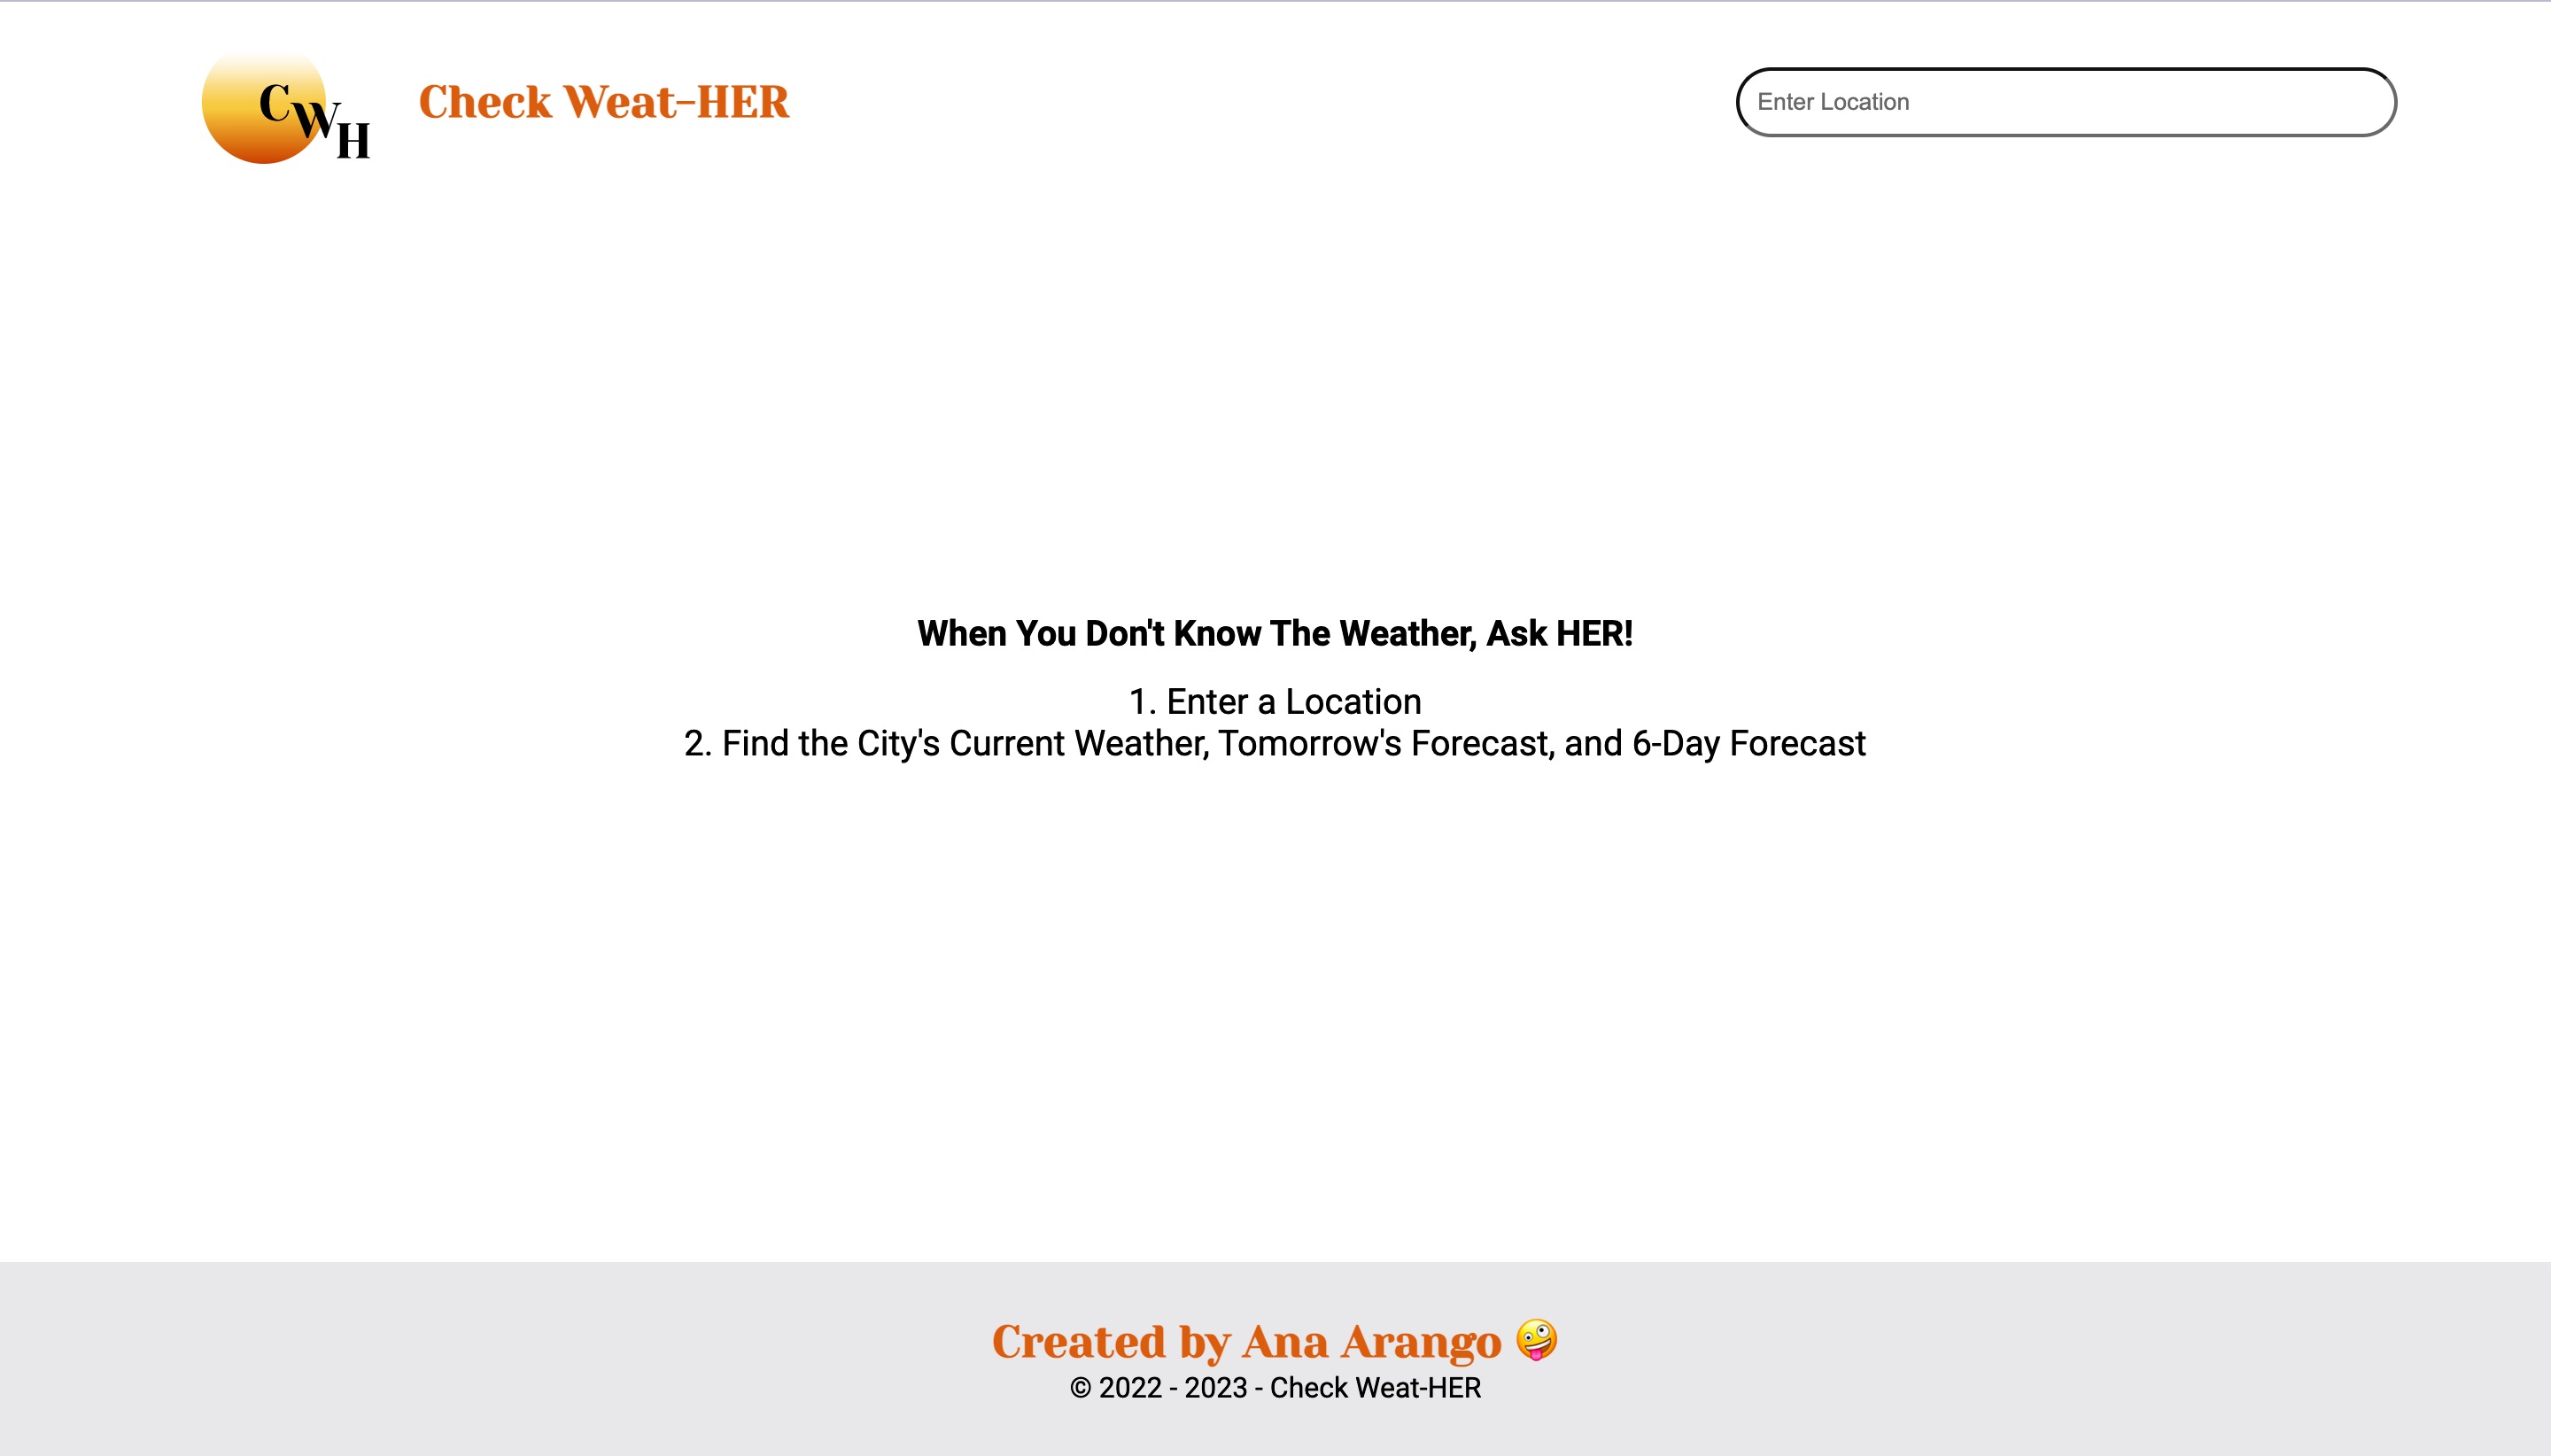 CWH
Check Weat-HER
Enter Location
When You Don't Know The Weather, Ask HER!
1. Enter a Location
2. Find the City's Current Weather, Tomorrow's Forecast, and 6-Day Forecast
Created by Ana Arango 🤪
© 2022 - 2023 - Check Weat-HER